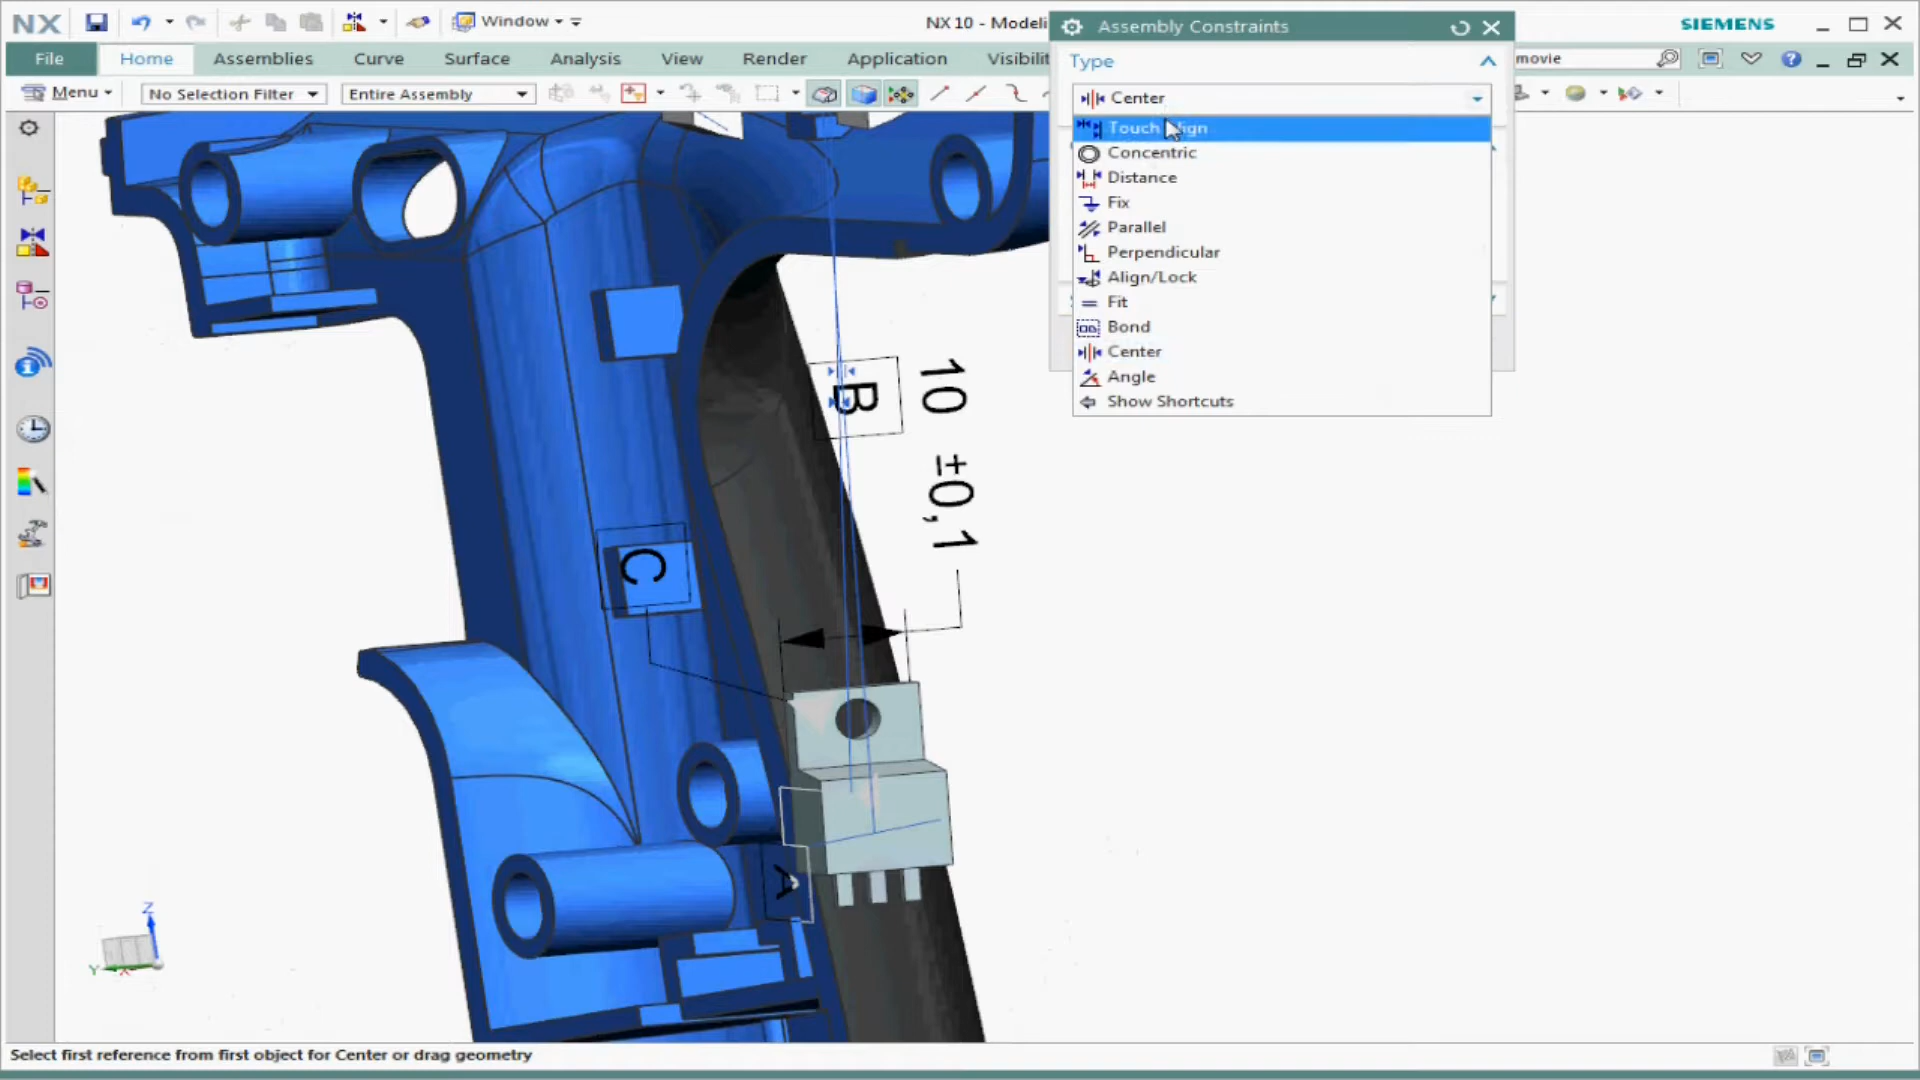 NX
Window
NX 10 - Modeli
Assembly Constraints
SIEMENS
File
Home
Assemblies
Curve
Surface
Analysis
View
Render
Application
Visibilit
movie
Menu
No Selection Filter
Entire Assembly
Type
Center
Touch Align
Concentric
Distance
Fix
Parallel
Perpendicular
Align/Lock
Fit
Bond
Center
Angle
Show Shortcuts
B
10 ±0,1
C
A
Z
Y
X
Select first reference from first object for Center or drag geometry